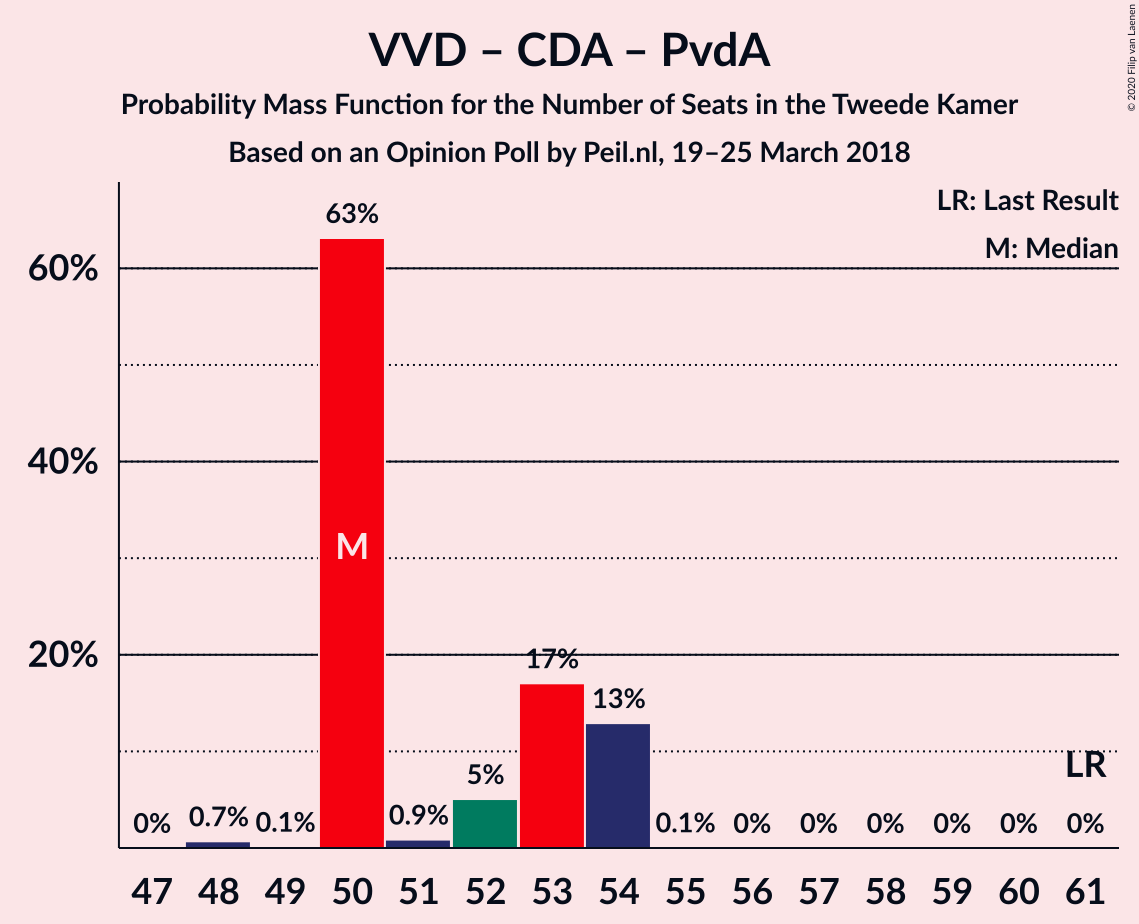 VVD – CDA – PvdA
Probability Mass Function for the Number of Seats in the Tweede Kamer
Based on an Opinion Poll by Peil.nl, 19–25 March 2018
© 2020 Filip van Laenen
LR: Last Result
M: Median
60%
40%
20%
0% 0.7% 0.1% 63% 0.9% 5% 17% 13% 0.1% 0% 0% 0% 0% 0% 0%
M
LR
47 48 49 50 51 52 53 54 55 56 57 58 59 60 61